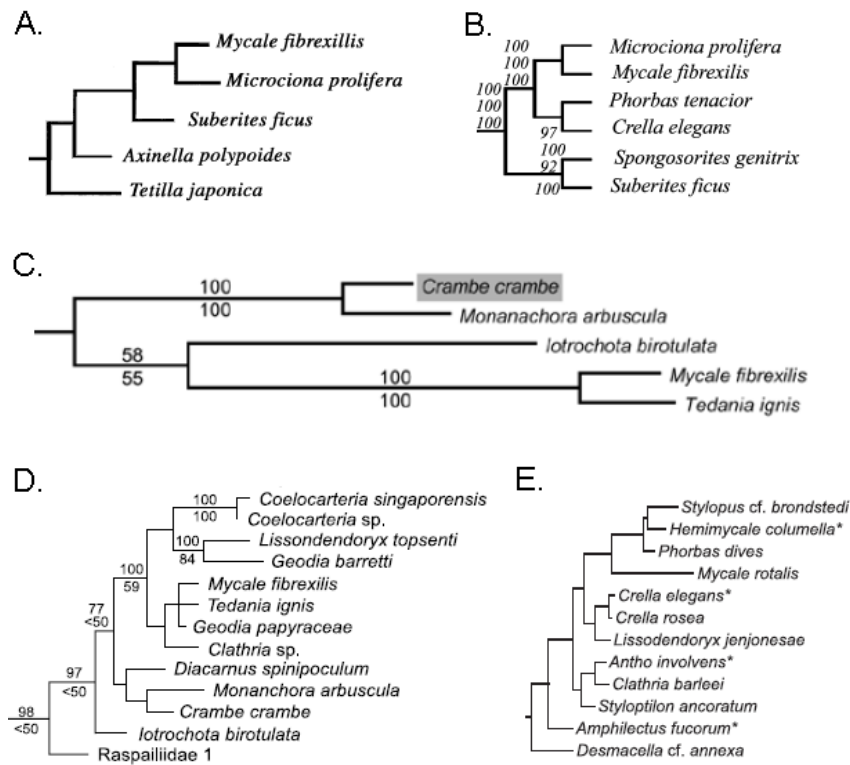 A.
Mycale fibrexillis
Microciona prolifera
Suberites ficus
Axinella polypoides
Tetilla japonica
B.
100
100
100
100
100
100
97
100
92
100
Microciona prolifera
Mycale fibrexilis
Phorbas tenacior
Crella elegans
Spongosorites genitrix
Suberites ficus
C.
100
100
58
55
100
100
Crambe crambe
Monanachora arbuscula
Iotrochota birotulata
Mycale fibrexilis
Tedania ignis
D.
100
100
100
84
100
59
77
<50
97
<50
98
<50
Coelocarteria singaporensis
Coelocarteria sp.
Lissondendoryx topsenti
Geodia barretti
Mycale fibrexilis
Tedania ignis
Geodia papyraceae
Clathria sp.
Diacarnus spinipoculum
Monanchora arbuscula
Crambe crambe
Iotrochota birotulata
Raspailiidae 1
E.
Stylopus cf. brondstedi
Hemimycale columella*
Phorbas dives
Mycale rotalis
Crella elegans*
Crella rosea
Lissodendoryx jenjonesae
Antho involvens*
Clathria barleei
Styloptilon ancoratum
Amphilectus fucorum*
Desmacella cf. annexa